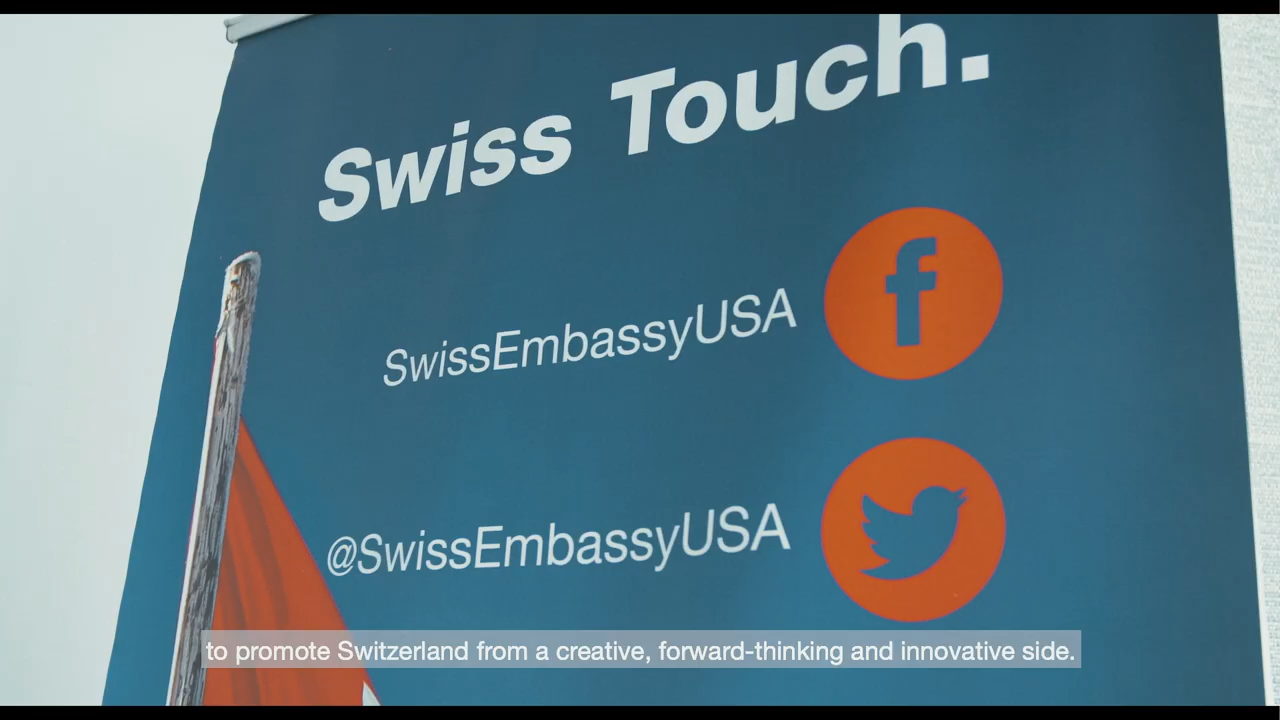 Swiss Touch.
SwissEmbassyUSA
@SwissEmbassyUSA
to promote Switzerland from a creative, forward-thinking and innovative side.